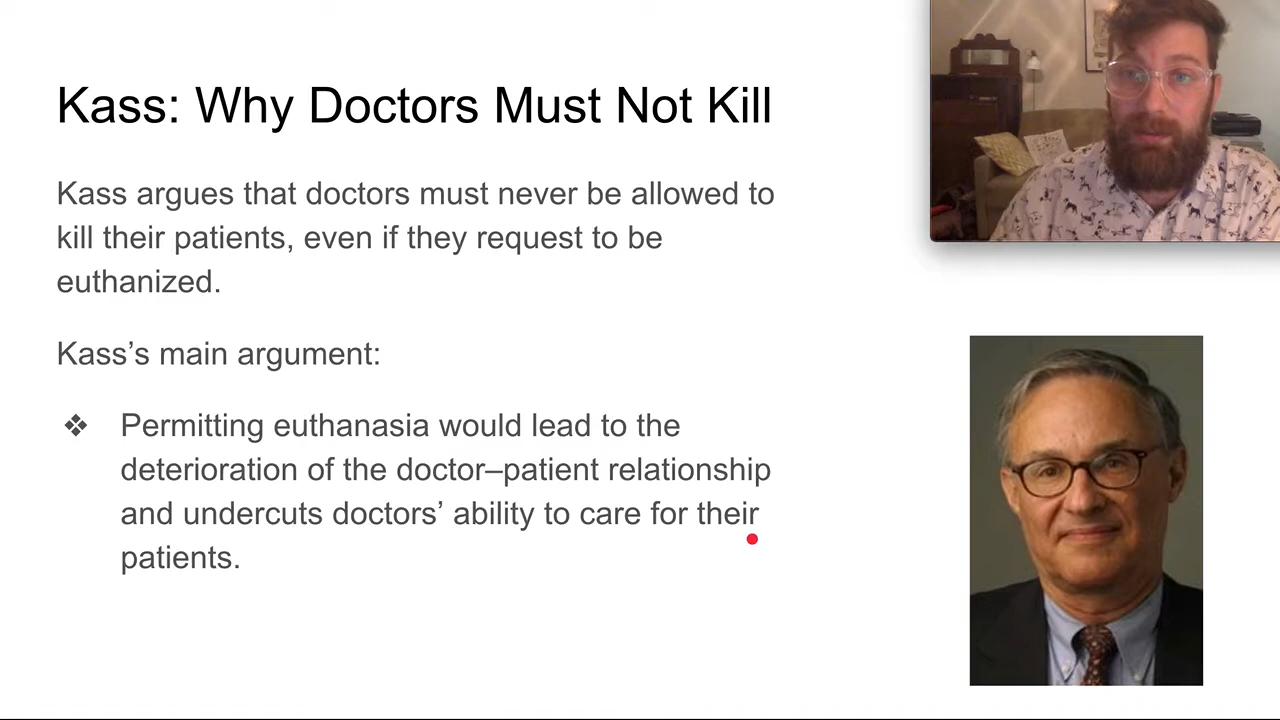 Kass: Why Doctors Must Not Kill
Kass argues that doctors must never be allowed to
kill their patients, even if they request to be
euthanized.
Kass’s main argument:
❖ Permitting euthanasia would lead to the
deterioration of the doctor–patient relationship
and undercuts doctors’ ability to care for their
patients.